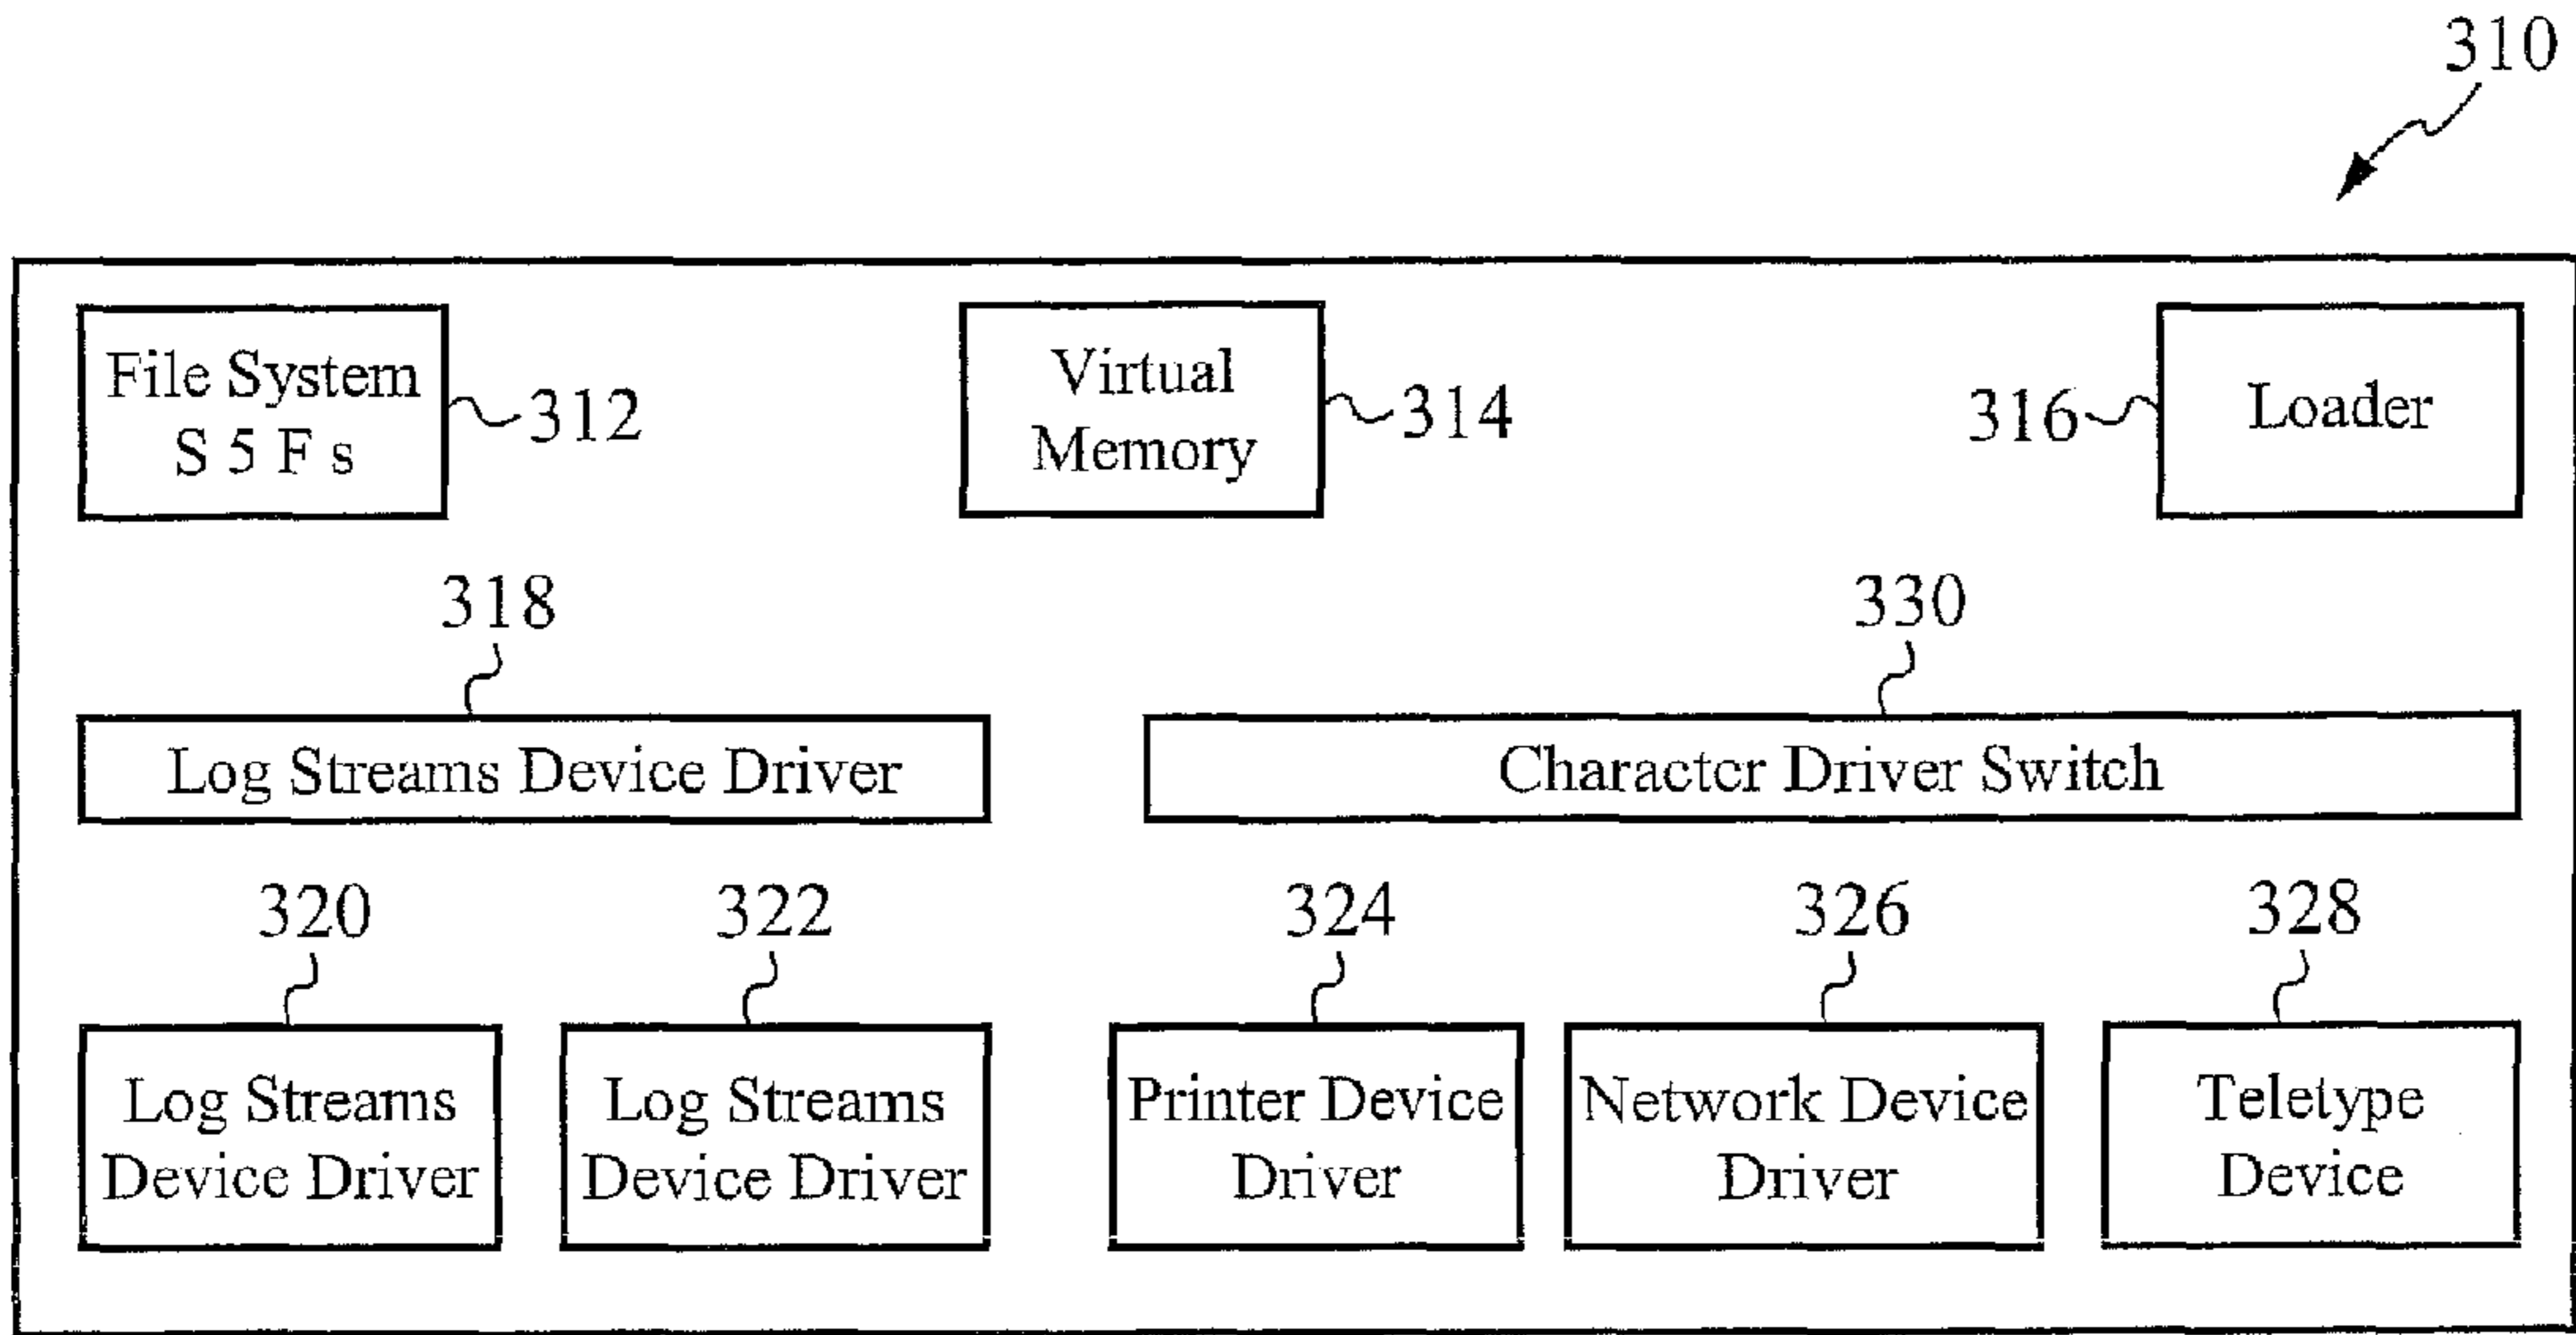 310
File System
S 5 F s
312
Virtual
Memory
314
316
Loader
318
330
Log Streams Device Driver
Character Driver Switch
320
322
324
326
328
Log Streams
Device Driver
Log Streams
Device Driver
Printer Device
Driver
Network Device
Driver
Teletype
Device